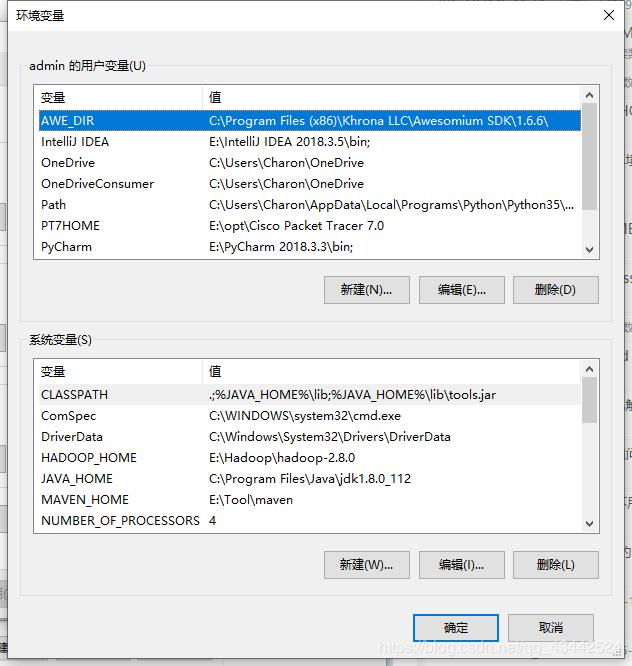 环境变量
admin 的用户变量(U)
变量 值
AWE_DIR C:\Program Files (x86)\Khrona LLC\Awesomium SDK\1.6.6\
IntelliJ IDEA E:\IntelliJ IDEA 2018.3.5\bin;
OneDrive C:\Users\Charon\OneDrive
OneDriveConsumer C:\Users\Charon\OneDrive
Path C:\Users\Charon\AppData\Local\Programs\Python\Python35\...
PT7HOME E:\opt\Cisco Packet Tracer 7.0
PyCharm E:\PyCharm 2018.3.3\bin;
新建(N)... 编辑(E)... 删除(D)
系统变量(S)
变量 值
CLASSPATH .;%JAVA_HOME%\lib;%JAVA_HOME%\lib\tools.jar
ComSpec C:\WINDOWS\system32\cmd.exe
DriverData C:\Windows\System32\Drivers\DriverData
HADOOP_HOME E:\Hadoop\hadoop-2.8.0
JAVA_HOME C:\Program Files\Java\jdk1.8.0_112
MAVEN_HOME E:\Tool\maven
NUMBER_OF_PROCESSORS 4
新建(W)... 编辑(I)... 删除(L)
确定 取消
https://blog.csdn.net/qq_43442524